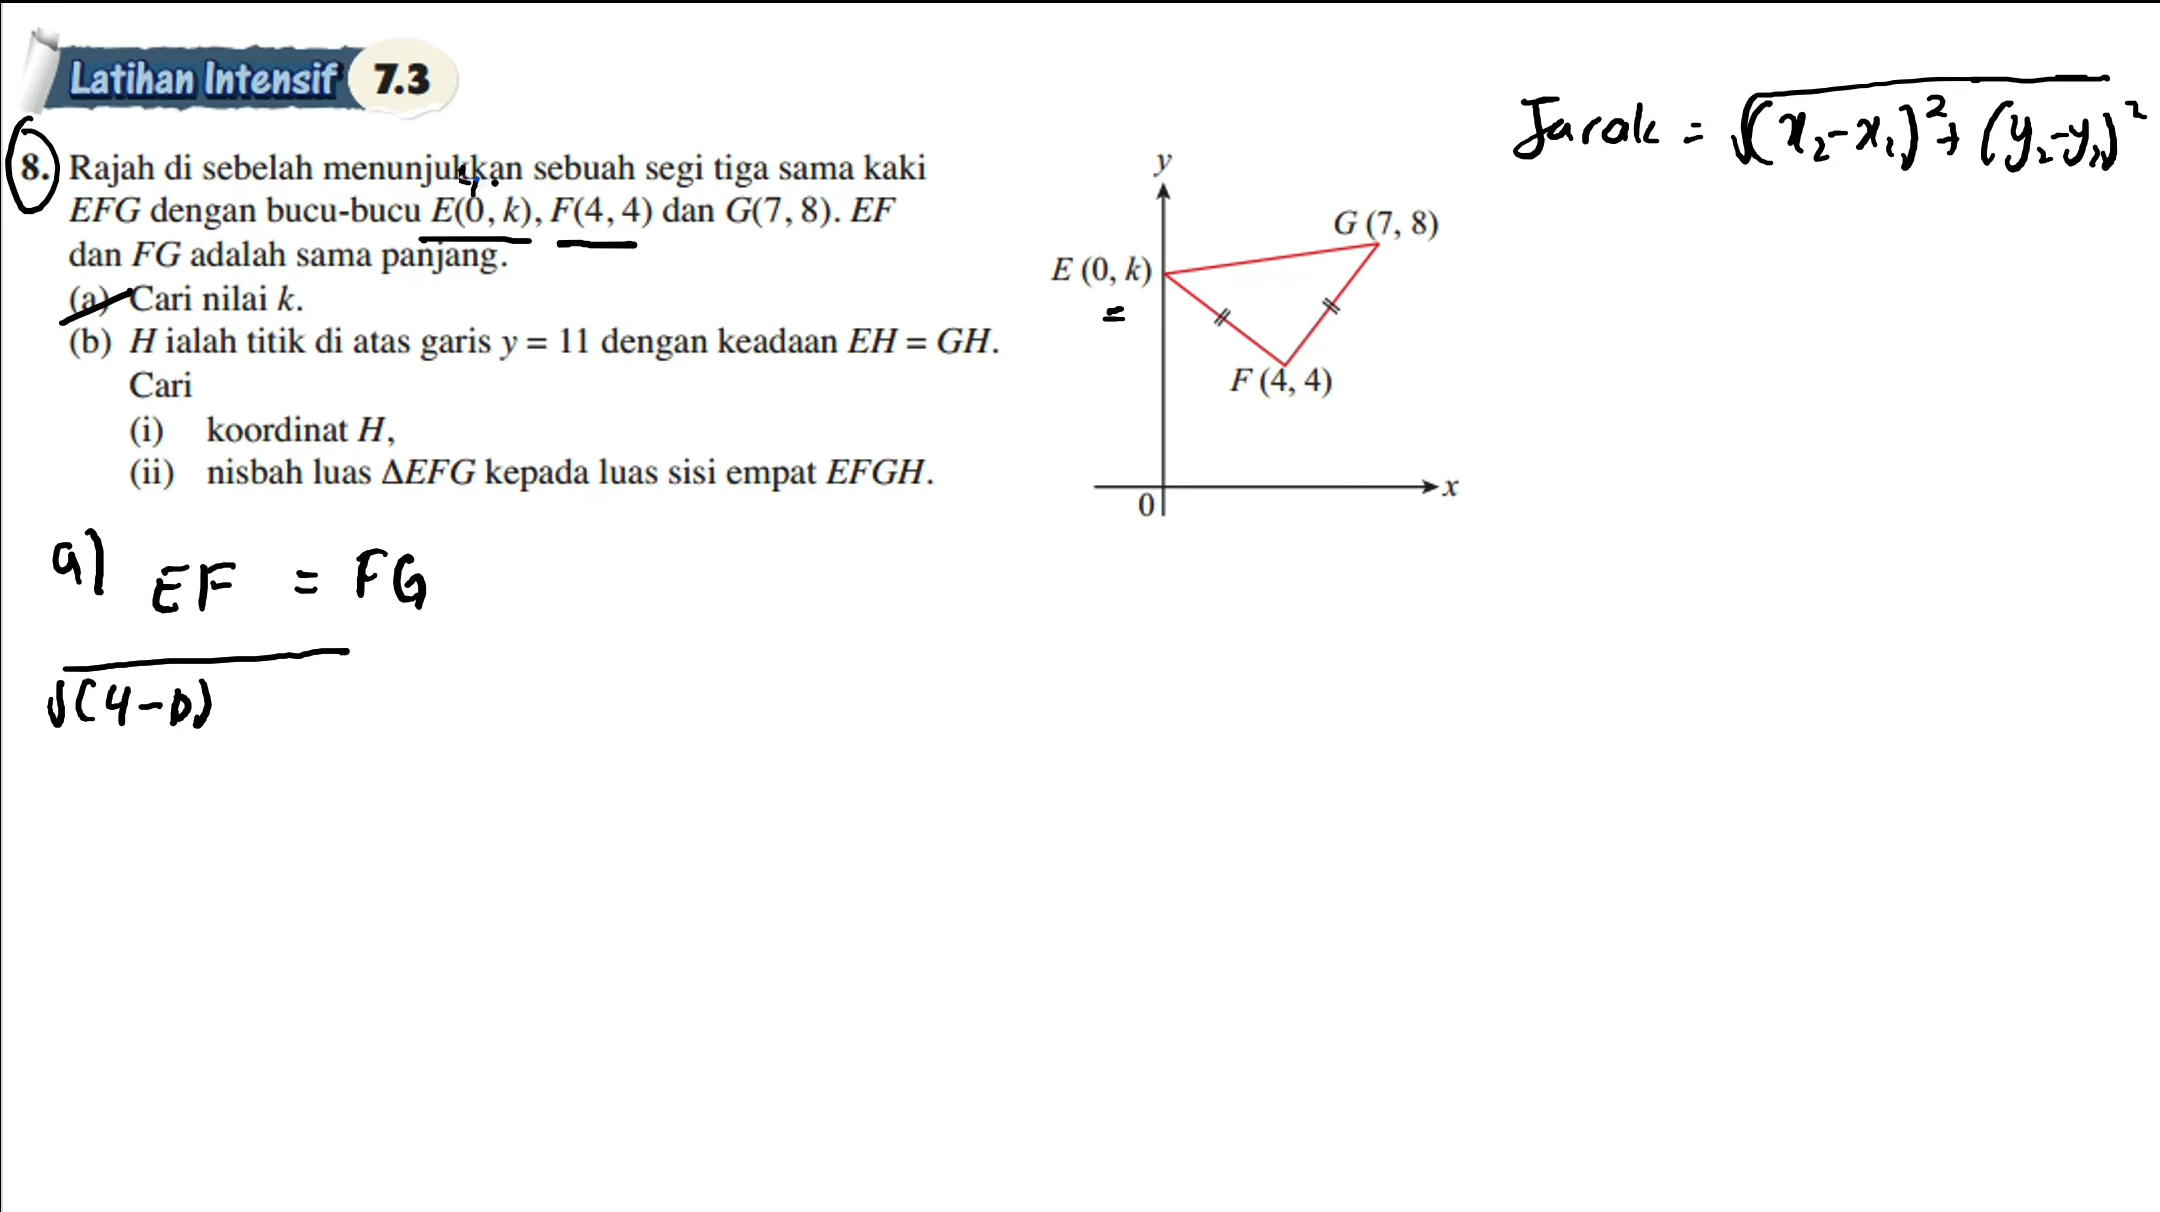 Latihan Intensif 7.3
8. Rajah di sebelah menunjukkan sebuah segi tiga sama kaki
EFG dengan bucu-bucu E(0, k), F(4, 4) dan G(7, 8). EF
dan FG adalah sama panjang.
(a) Cari nilai k.
(b) H ialah titik di atas garis y = 11 dengan keadaan EH = GH.
Cari
(i) koordinat H,
(ii) nisbah luas ΔEFG kepada luas sisi empat EFGH.
y
G (7, 8)
E (0, k)
=
F (4, 4)
0
x
Jarak = √(x₂-x₁)²+ (y₂-y₁)²
a) EF = FG
√(4-0)